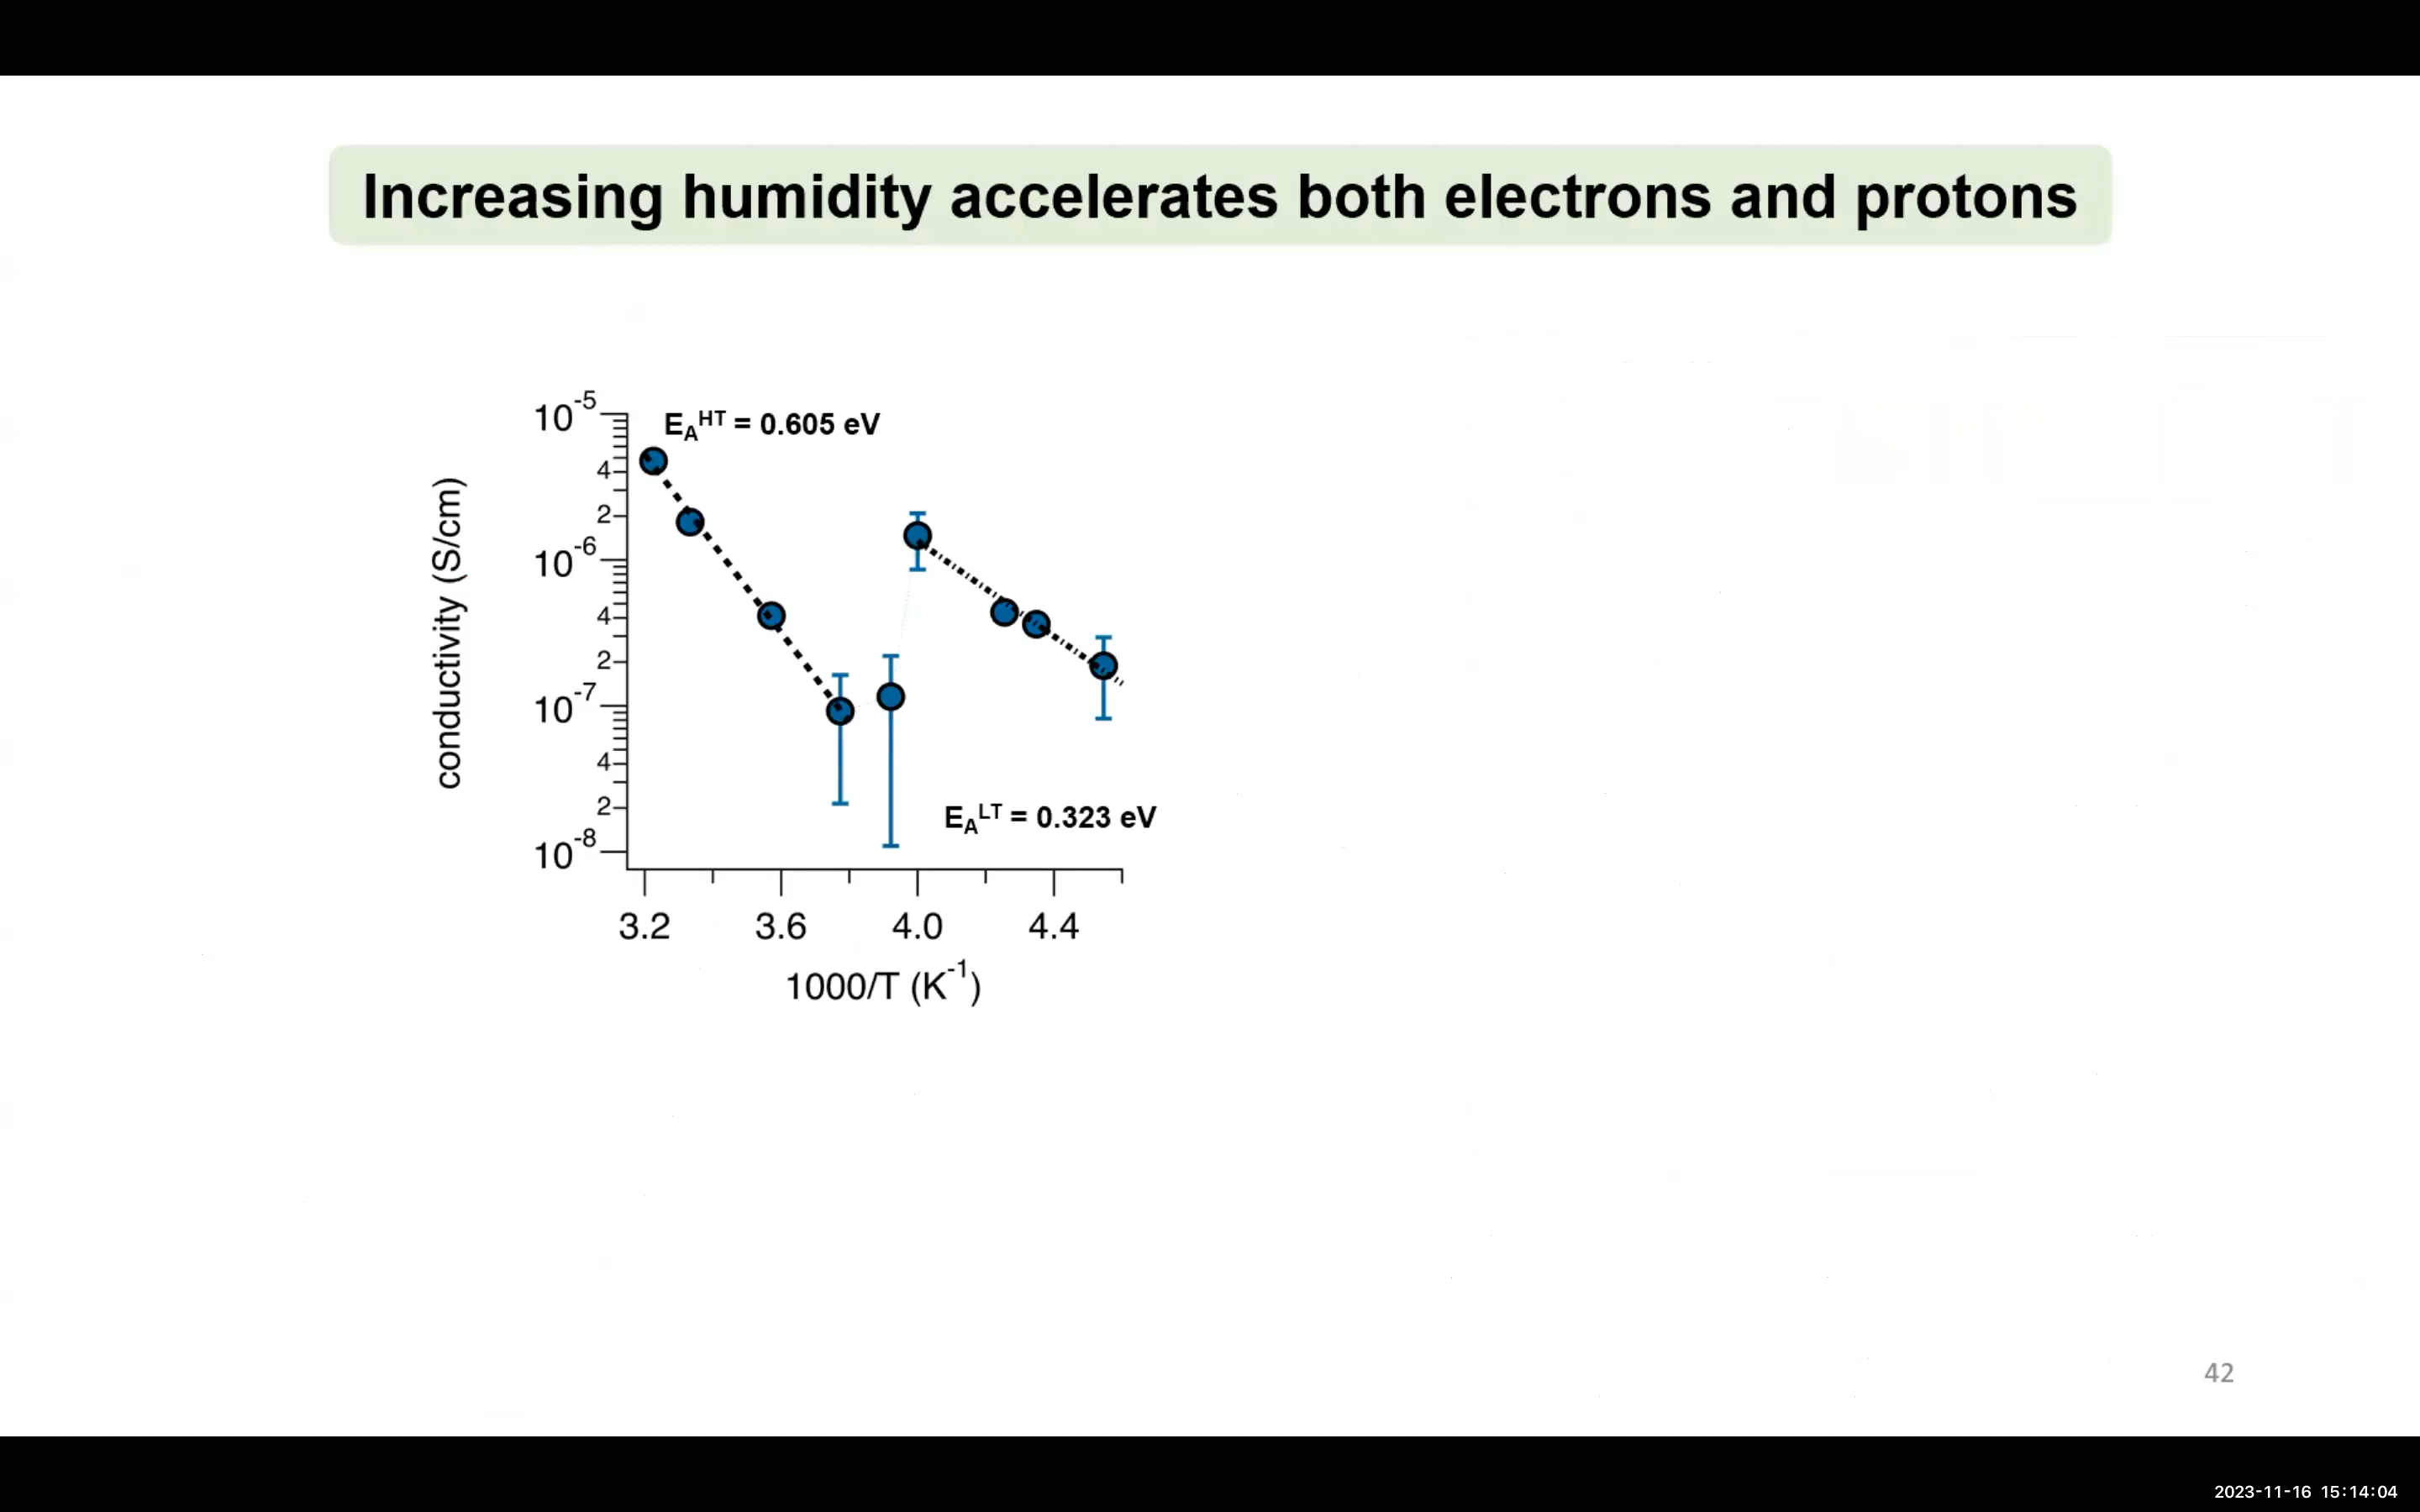 Increasing humidity accelerates both electrons and protons
10^-5
E_A^HT = 0.605 eV
4
2
10^-6
4
2
10^-7
4
2
10^-8
conductivity (S/cm)
E_A^LT = 0.323 eV
3.2 3.6 4.0 4.4
1000/T (K^-1)
42
2023-11-16 15:14:04